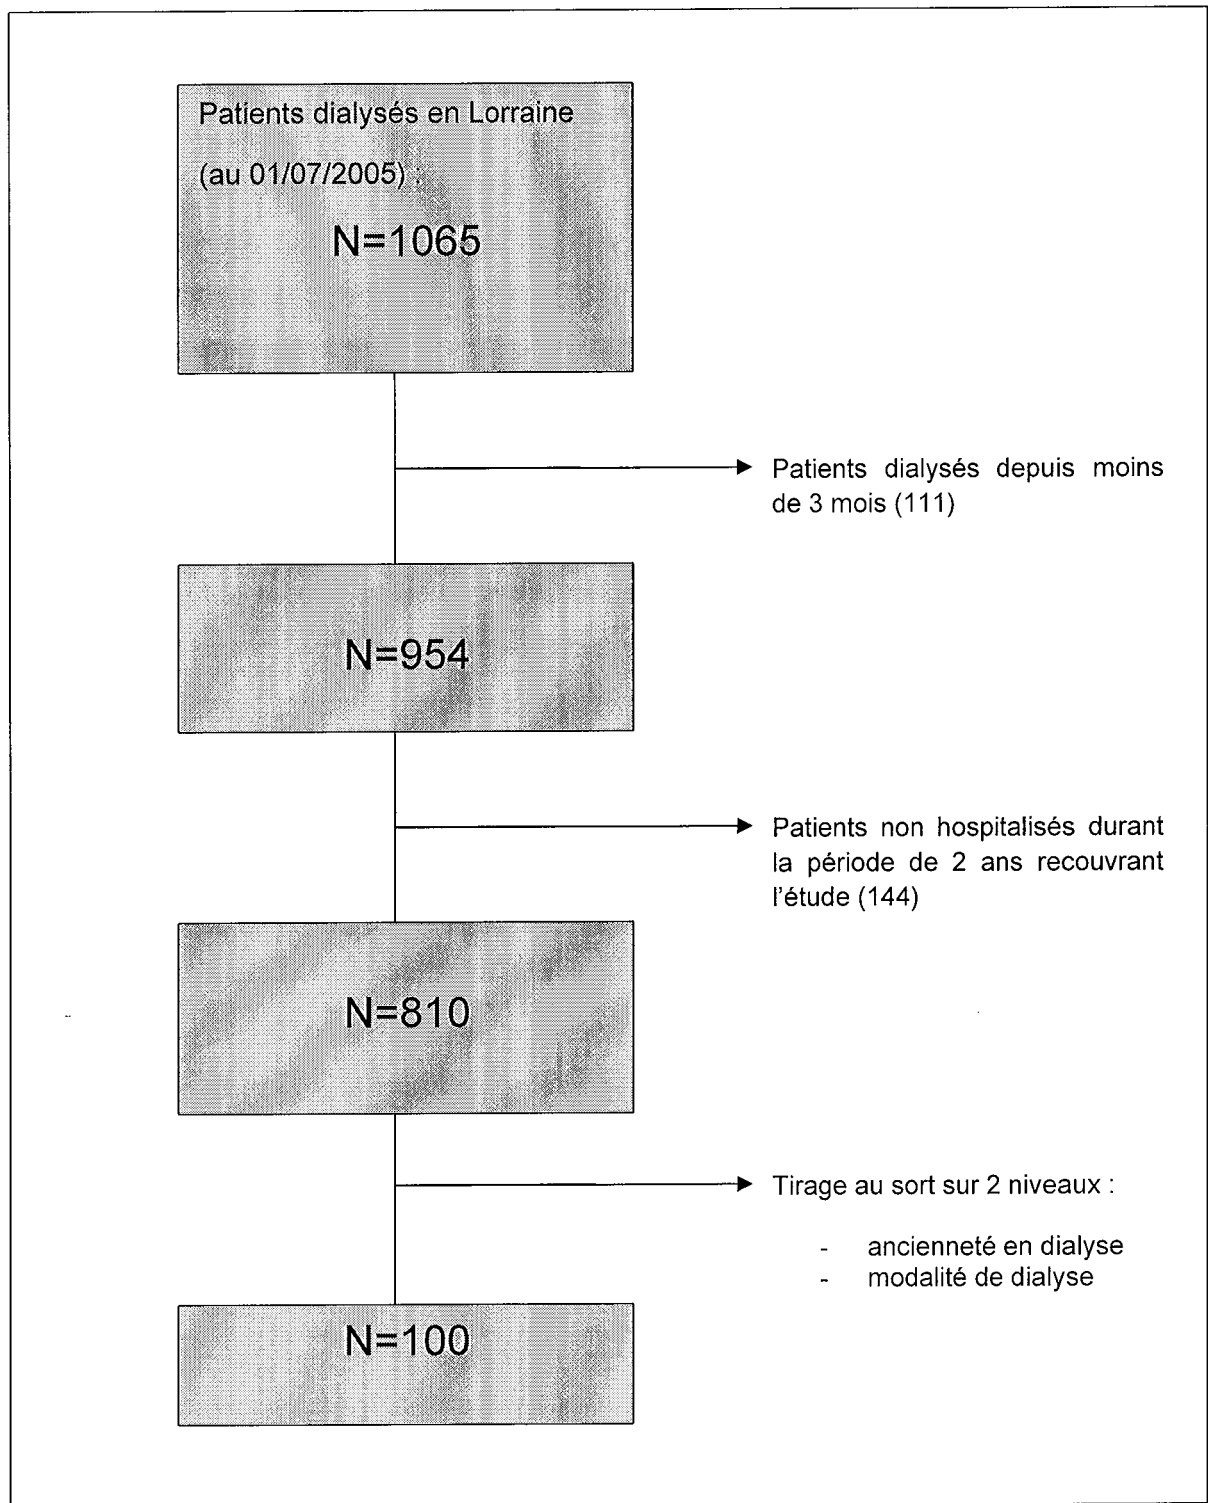 Patients dialysés en Lorraine
(au 01/07/2005) :
N=1065
Patients dialysés depuis moins
de 3 mois (111)
N=954
Patients non hospitalisés durant
la période de 2 ans recouvrant
l'étude (144)
N=810
Tirage au sort sur 2 niveaux :
- ancienneté en dialyse
- modalité de dialyse
N=100